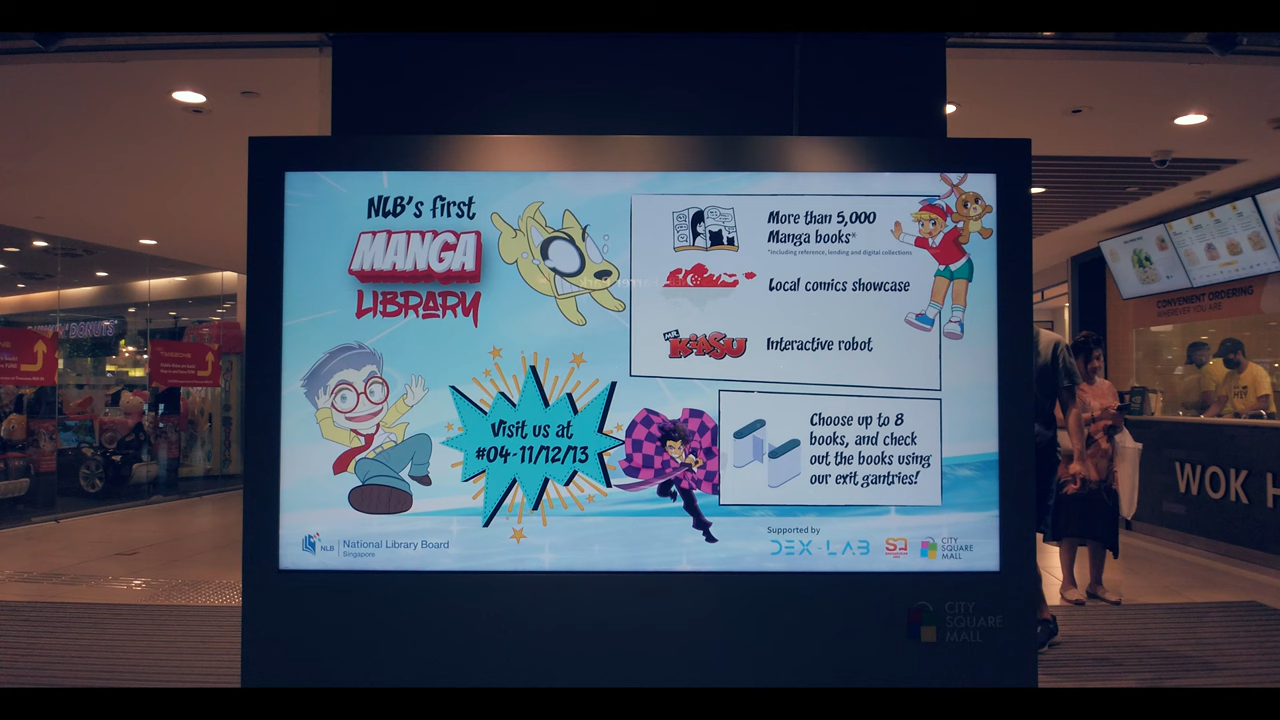 NLB's first
MANGA
LIBRARY
More than 5,000
Manga books*
*Including reference, lending and digital collections
Local comics showcase
MR.
KIASU
Interactive robot
Visit us at
#04-11/12/13
Choose up to 8
books, and check
out the books using
our exit gantries!
NLB
National Library Board
Singapore
Supported by
DEX-LAB
CITY
SQUARE
MALL
CITY
SQUARE
MALL
DONUTS
TIMEZONE
CONVENIENT ORDERING
WHEREVER YOU ARE
WOK H